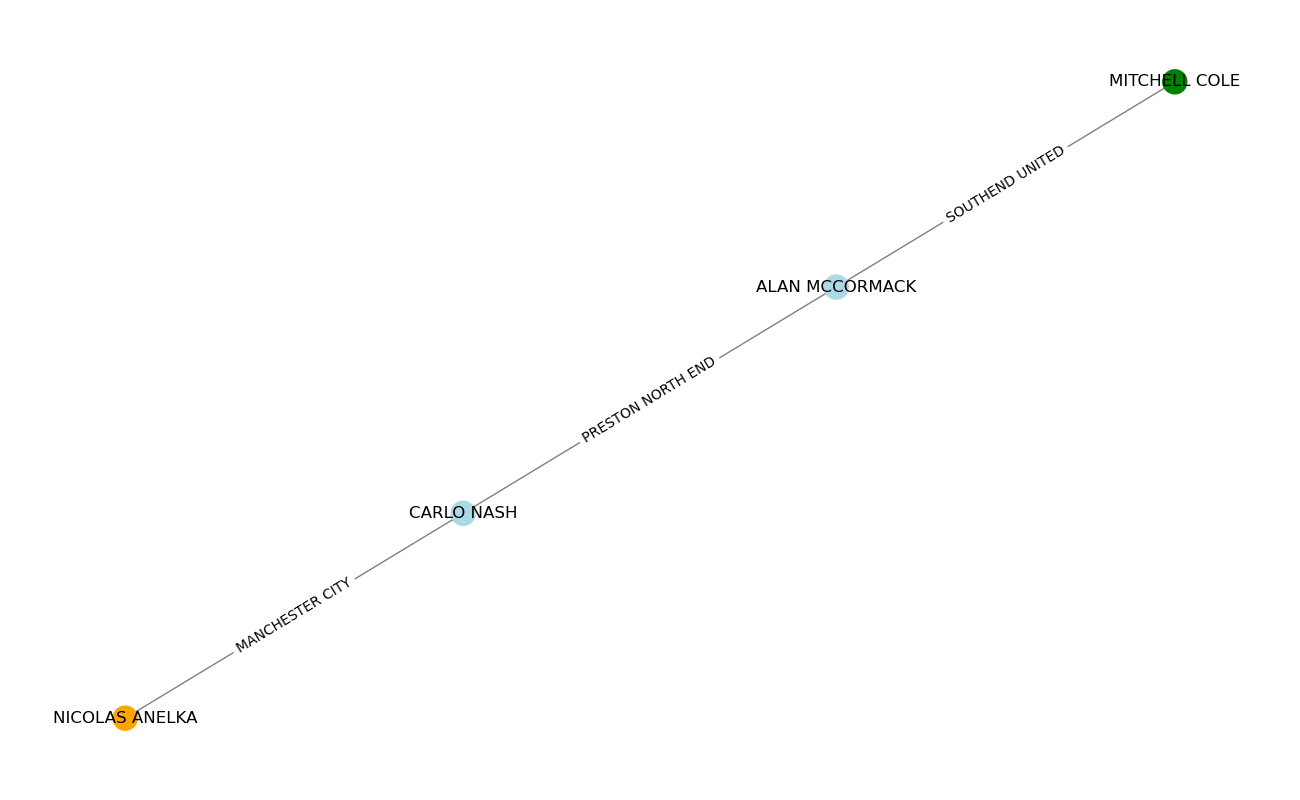 MITCHELL COLE
SOUTHEND UNITED
ALAN MCCORMACK
PRESTON NORTH END
CARLO NASH
MANCHESTER CITY
NICOLAS ANELKA